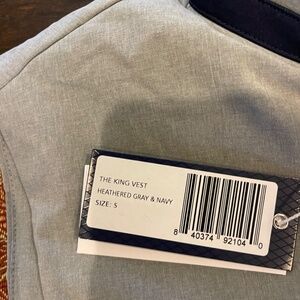 THE KING VEST
HEATHERED GRAY & NAVY
SIZE: S
8 40374 92104 0